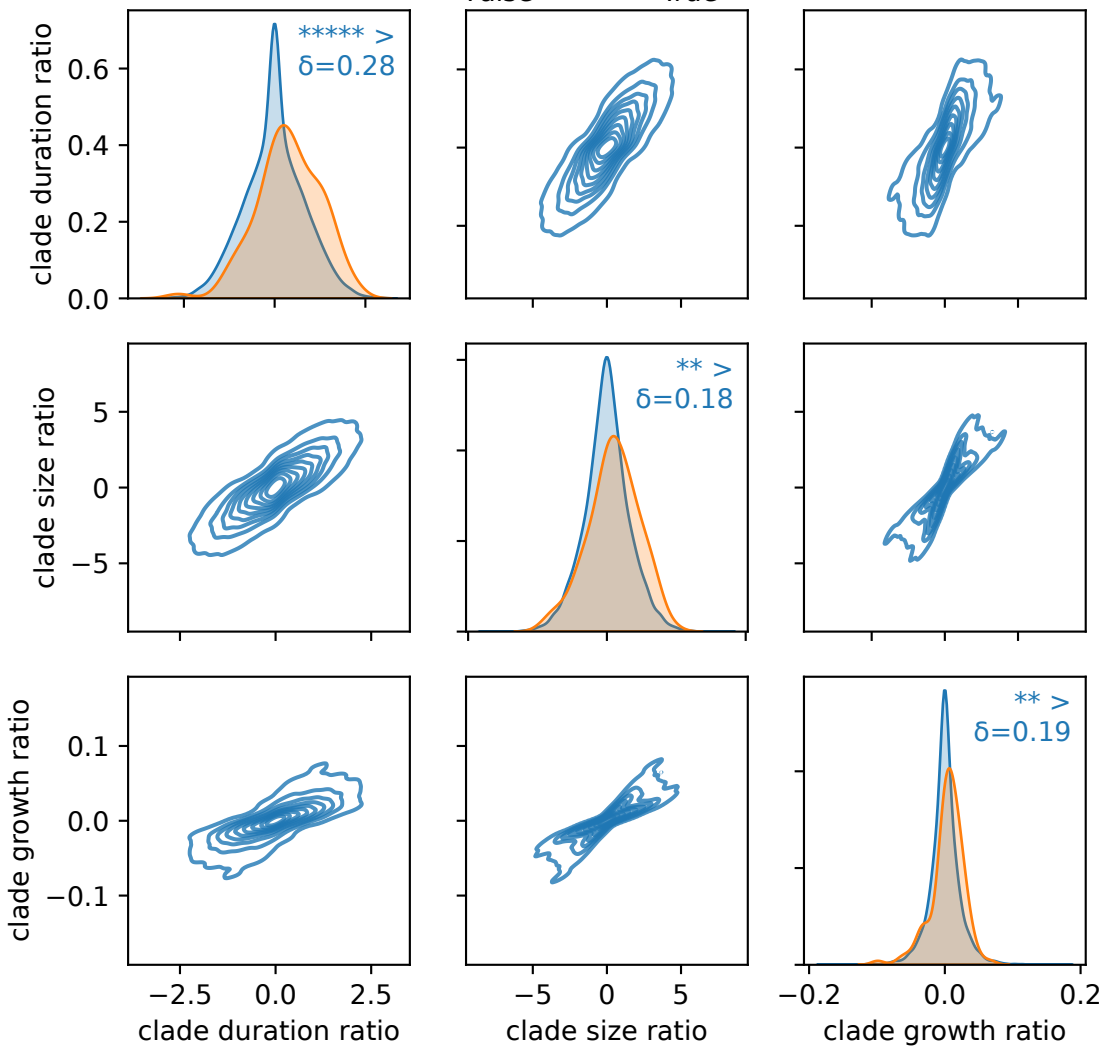 ***** >
δ=0.28
clade duration ratio
0.6
0.4
0.2
0.0
** >
δ=0.18
clade size ratio
5
0
−5
** >
δ=0.19
clade growth ratio
0.1
0.0
−0.1
−2.5 0.0 2.5
−5 0 5
−0.2 0.0 0.2
clade duration ratio
clade size ratio
clade growth ratio